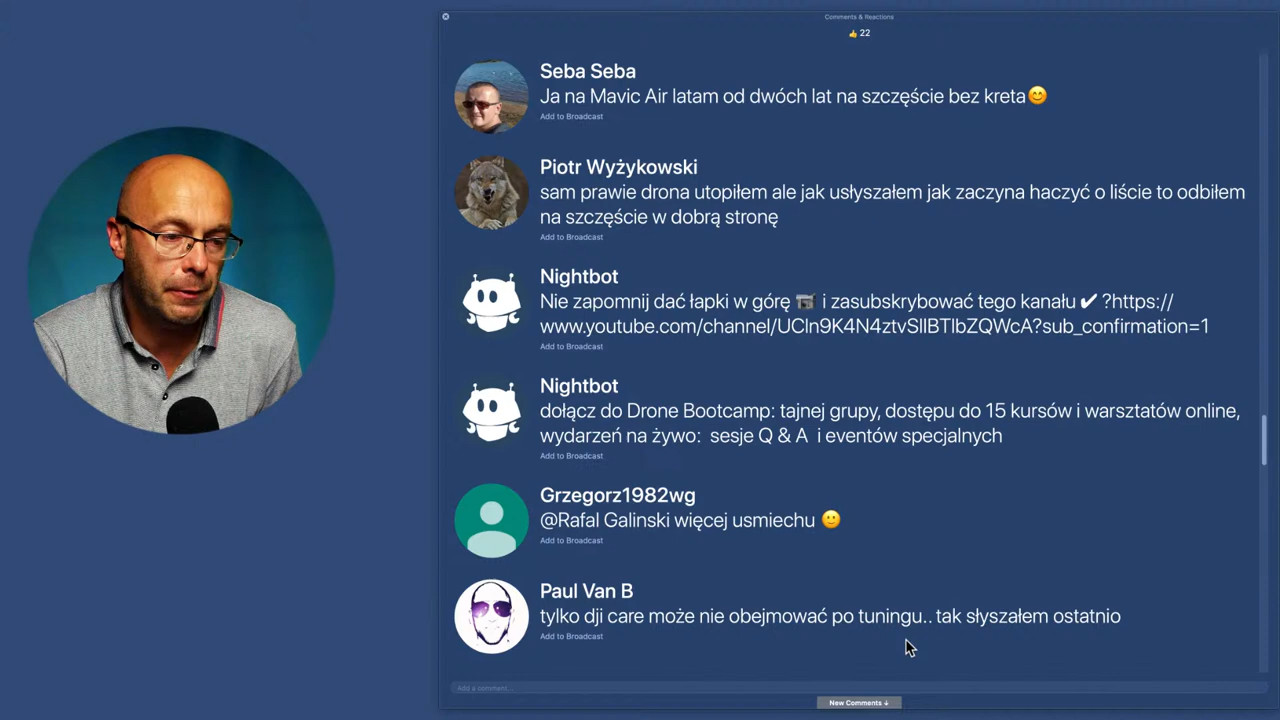 Comments & Reactions
👍 22
Seba Seba
Ja na Mavic Air latam od dwóch lat na szczęście bez kreta😊
Add to Broadcast
Piotr Wyżykowski
sam prawie drona utopiłem ale jak usłyszałem jak zaczyna haczyć o liście to odbiłem
na szczęście w dobrą stronę
Add to Broadcast
Nightbot
Nie zapomnij dać łapki w górę i zasubskrybować tego kanału ✔ ?https://
www.youtube.com/channel/UCln9K4N4ztvSllBTlbZQWcA?sub_confirmation=1
Add to Broadcast
Nightbot
dołącz do Drone Bootcamp: tajnej grupy, dostępu do 15 kursów i warsztatów online,
wydarzeń na żywo: sesje Q & A i eventów specjalnych
Add to Broadcast
Grzegorz1982wg
@Rafal Galinski więcej usmiechu 🙂
Add to Broadcast
Paul Van B
tylko dji care może nie obejmować po tuningu.. tak słyszałem ostatnio
Add to Broadcast
Add a comment...
New Comments ↓